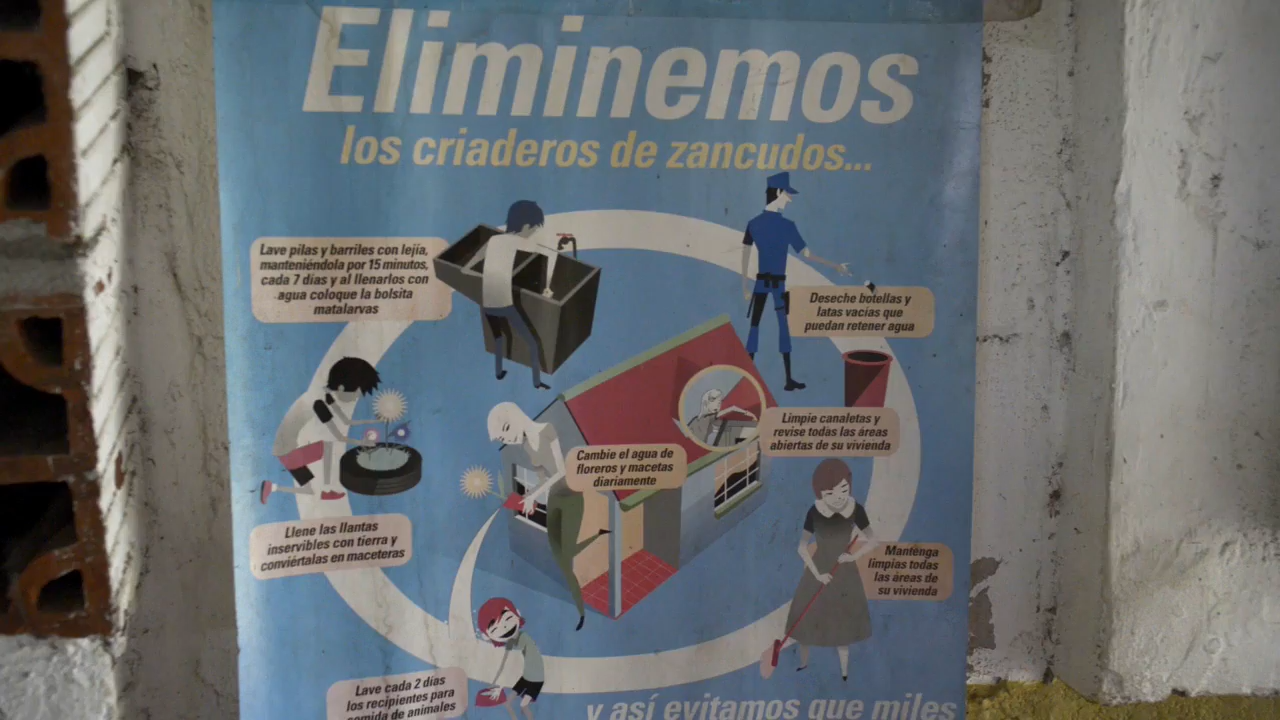 Eliminemos
los criaderos de zancudos...
Lave pilas y barriles con lejía,
manteniéndola por 15 minutos,
cada 7 días y al llenarlos con
agua coloque la bolsita
matalarvas
Deseche botellas y
latas vacías que
puedan retener agua
Limpie canaletas y
revise todas las áreas
abiertas de su vivienda
Cambie el agua de
floreros y macetas
diariamente
Llene las llantas
inservibles con tierra y
conviértalas en maceteras
Manténga
limpias todas
las áreas de
su vivienda
Lave cada 2 días
los recipientes para
comida de animales
y así evitamos que miles